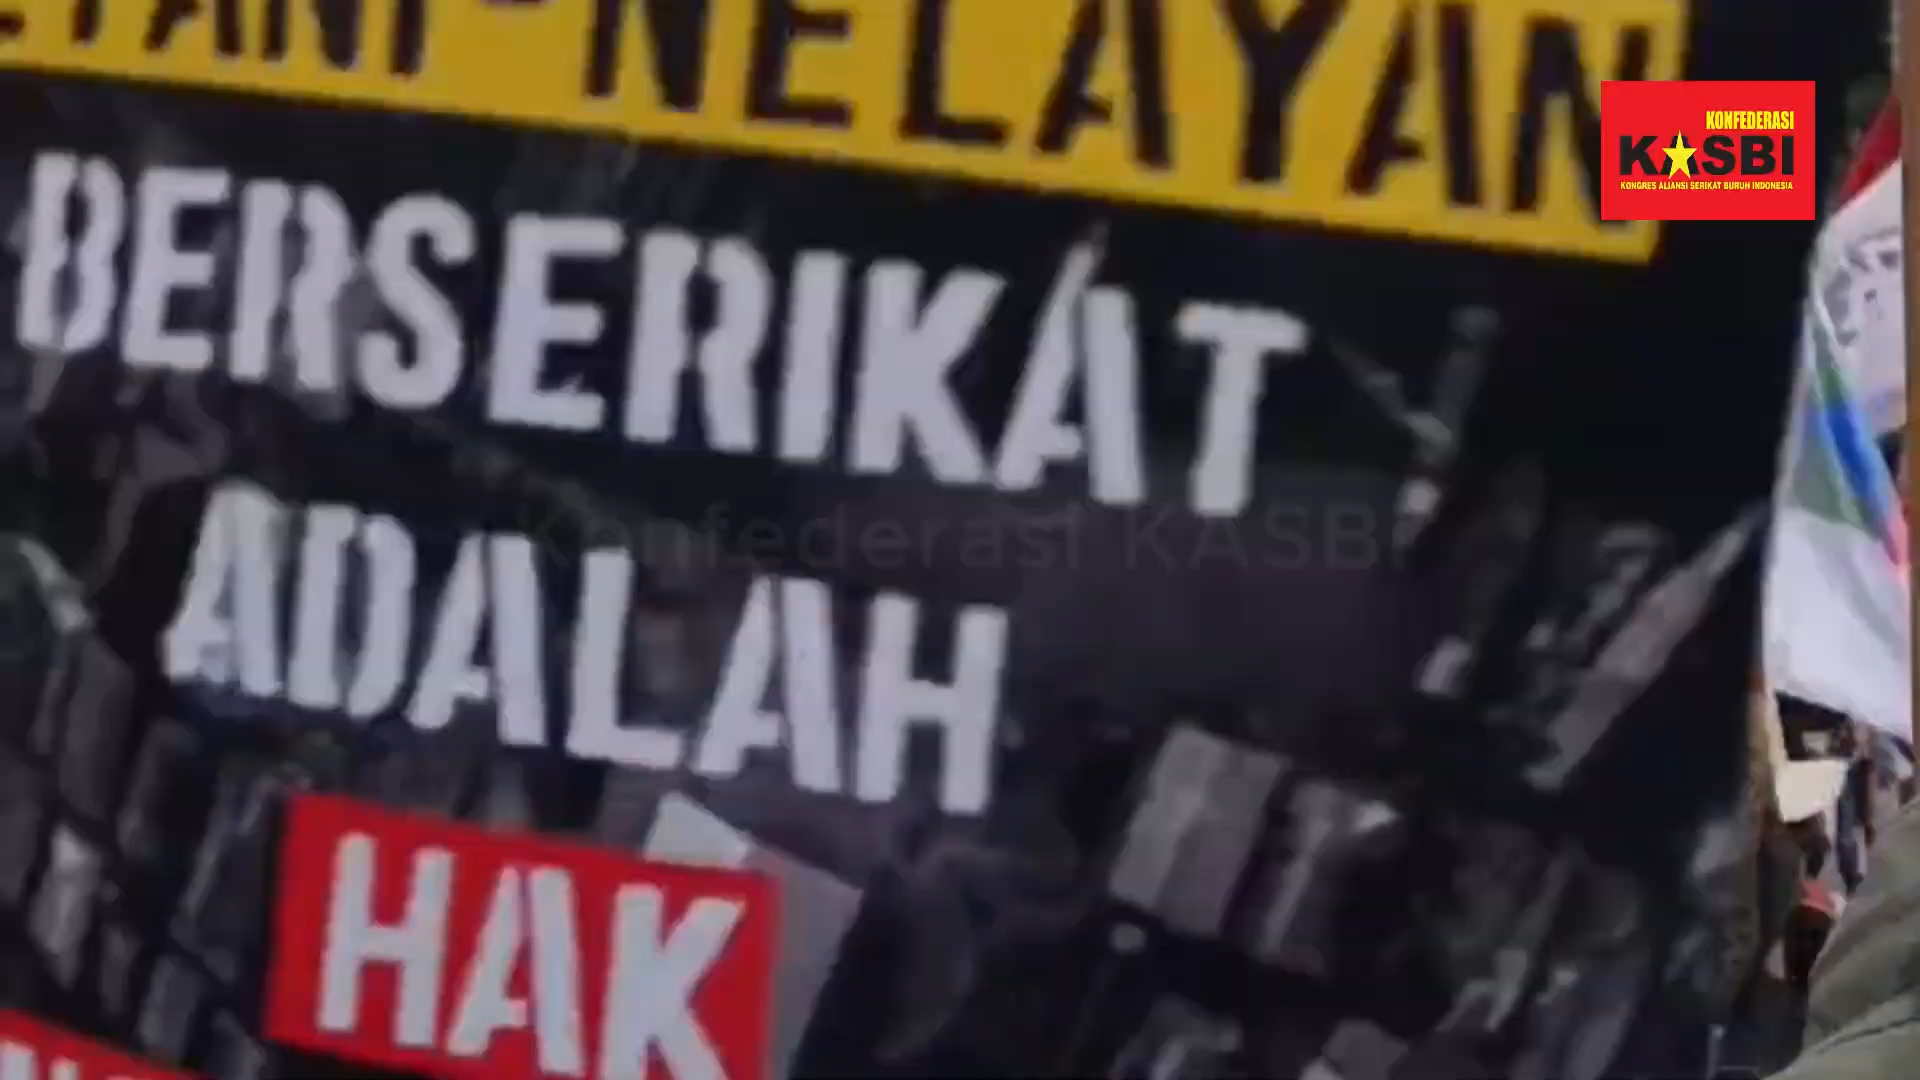 NELAYAN
KONFEDERASI
KASBI
KONGRES ALIANSI SERIKAT BURUH INDONESIA
BERSERIKAT
Konfederasi KASBI
ADALAH
HAK